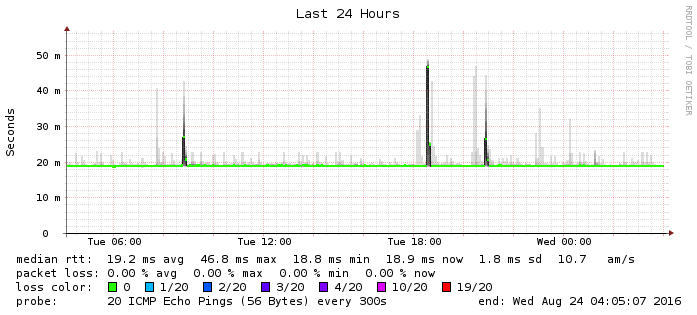 Last 24 Hours
RRDTOOL / TOBI OETIKER
Seconds
50 m
40 m
30 m
20 m
10 m
0
Tue 06:00 Tue 12:00 Tue 18:00 Wed 00:00
median rtt: 19.2 ms avg 46.8 ms max 18.8 ms min 18.9 ms now 1.8 ms sd 10.7 am/s
packet loss: 0.00 % avg 0.00 % max 0.00 % min 0.00 % now
loss color: 0 1/20 2/20 3/20 4/20 10/20 19/20
probe: 20 ICMP Echo Pings (56 Bytes) every 300s end: Wed Aug 24 04:05:07 2016